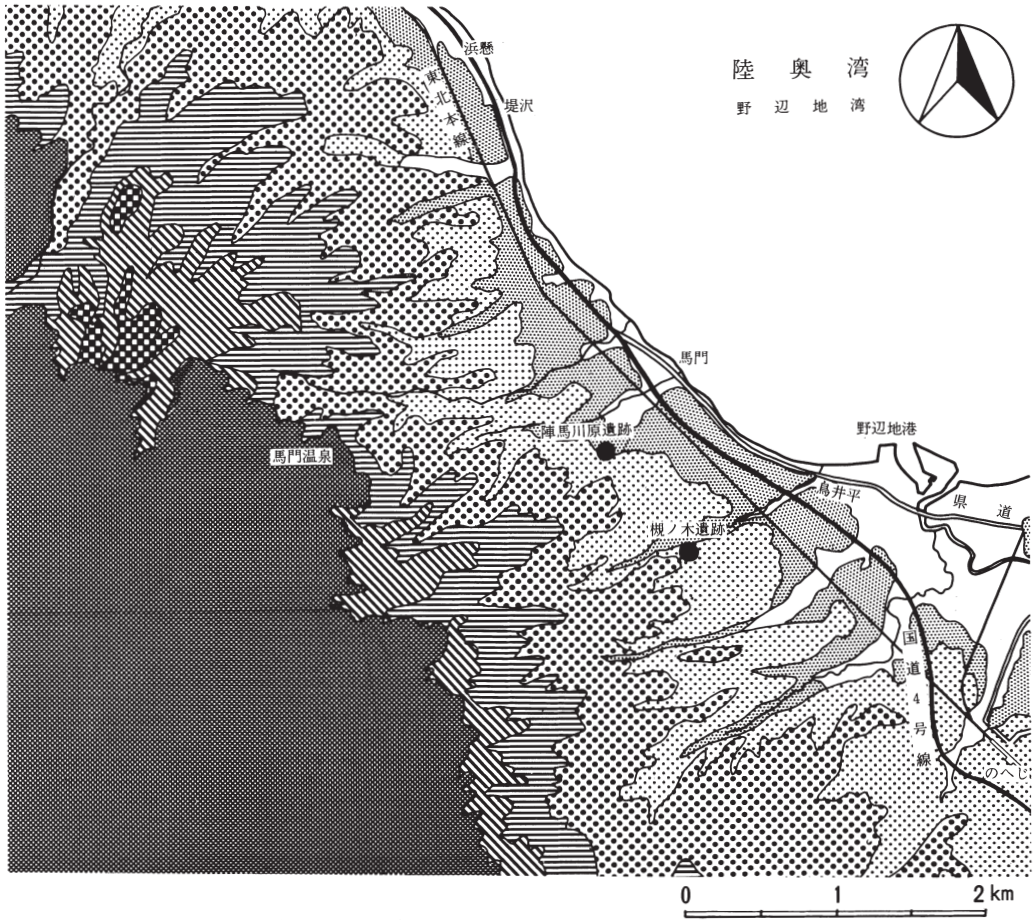 浜懸
東北本線
堤沢
陸奥湾
野辺地湾
馬門
野辺地港
陣馬川原遺跡
馬門温泉
鳥井平
県道
槻ノ木遺跡
国道4号線
のへじ
0 1 2km